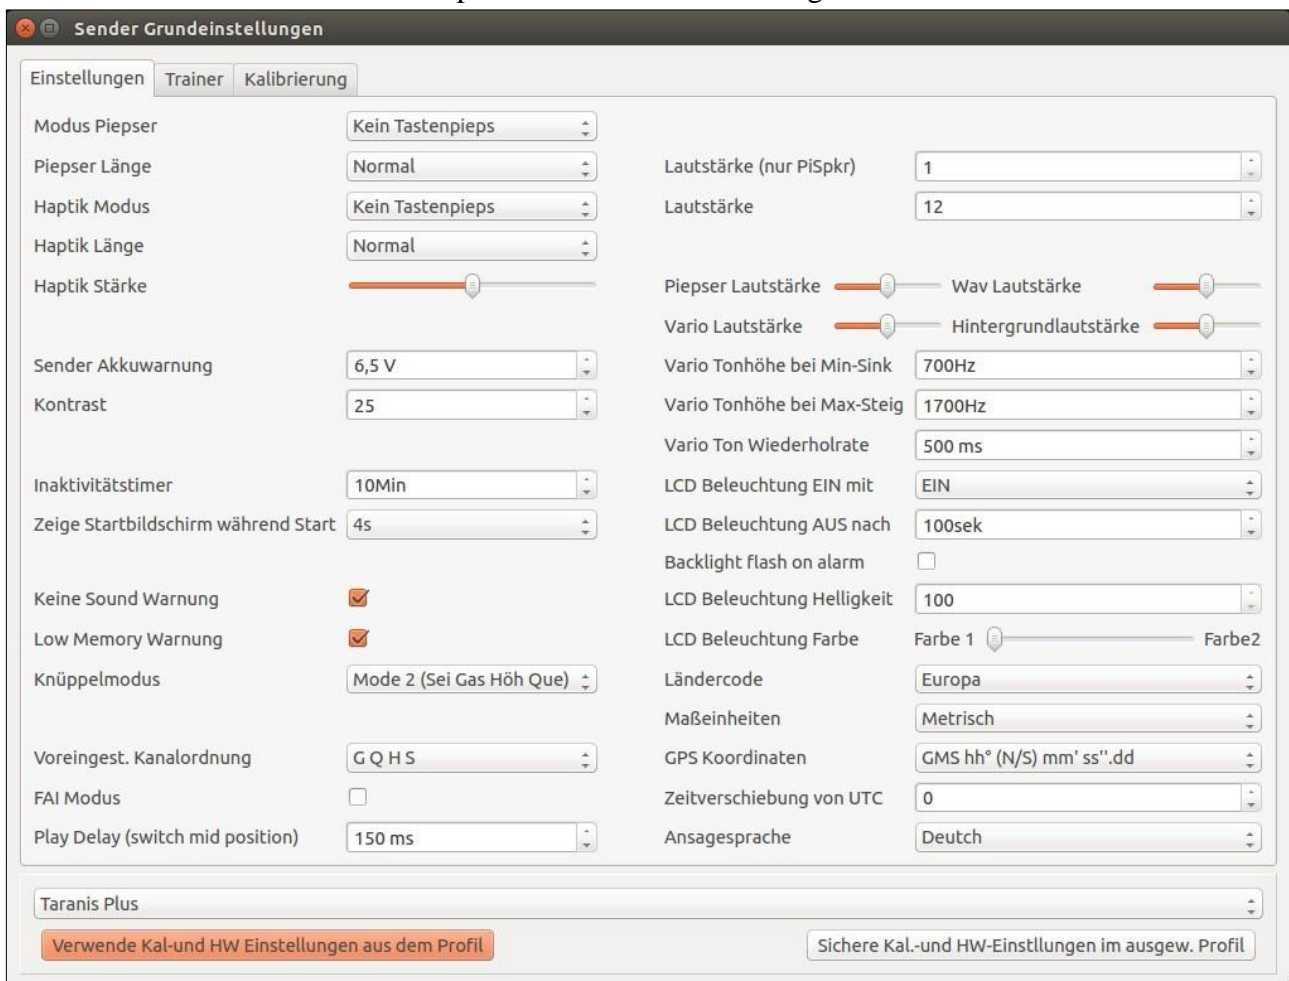 Sender Grundeinstellungen
Einstellungen Trainer Kalibrierung
Modus Piepser Kein Tastenpieps
Piepser Länge Normal Lautstärke (nur PiSpkr) 1
Haptik Modus Kein Tastenpieps Lautstärke 12
Haptik Länge Normal
Haptik Stärke Piepser Lautstärke Wav Lautstärke
Vario Lautstärke Hintergrundlautstärke
Sender Akkuwarnung 6,5 V Vario Tonhöhe bei Min-Sink 700Hz
Kontrast 25 Vario Tonhöhe bei Max-Steig 1700Hz
Vario Ton Wiederholrate 500 ms
Inaktivitätstimer 10Min LCD Beleuchtung EIN mit EIN
Zeige Startbildschirm während Start 4s LCD Beleuchtung AUS nach 100sek
Backlight flash on alarm
Keine Sound Warnung LCD Beleuchtung Helligkeit 100
Low Memory Warnung LCD Beleuchtung Farbe Farbe 1 Farbe2
Knüppelmodus Mode 2 (Sei Gas Höh Que) Ländercode Europa
Maßeinheiten Metrisch
Voreingest. Kanalordnung G Q H S GPS Koordinaten GMS hh° (N/S) mm' ss''.dd
FAI Modus Zeitverschiebung von UTC 0
Play Delay (switch mid position) 150 ms Ansagesprache Deutch
Taranis Plus
Verwende Kal-und HW Einstellungen aus dem Profil Sichere Kal.-und HW-Einstllungen im ausgew. Profil